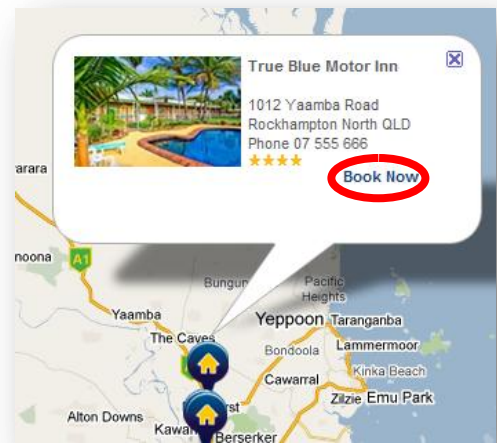 True Blue Motor Inn
1012 Yaamba Road
Rockhampton North QLD
Phone 07 555 666
Book Now
arara
noona
A1
Bungun
Pacific
Heights
Yaamba
Yeppoon
Taranganba
The Caves
Bondoola
Lammermoor
Kinka Beach
Cawarral
Zilzie
Emu Park
Alton Downs
Kawan
rst
Berserker